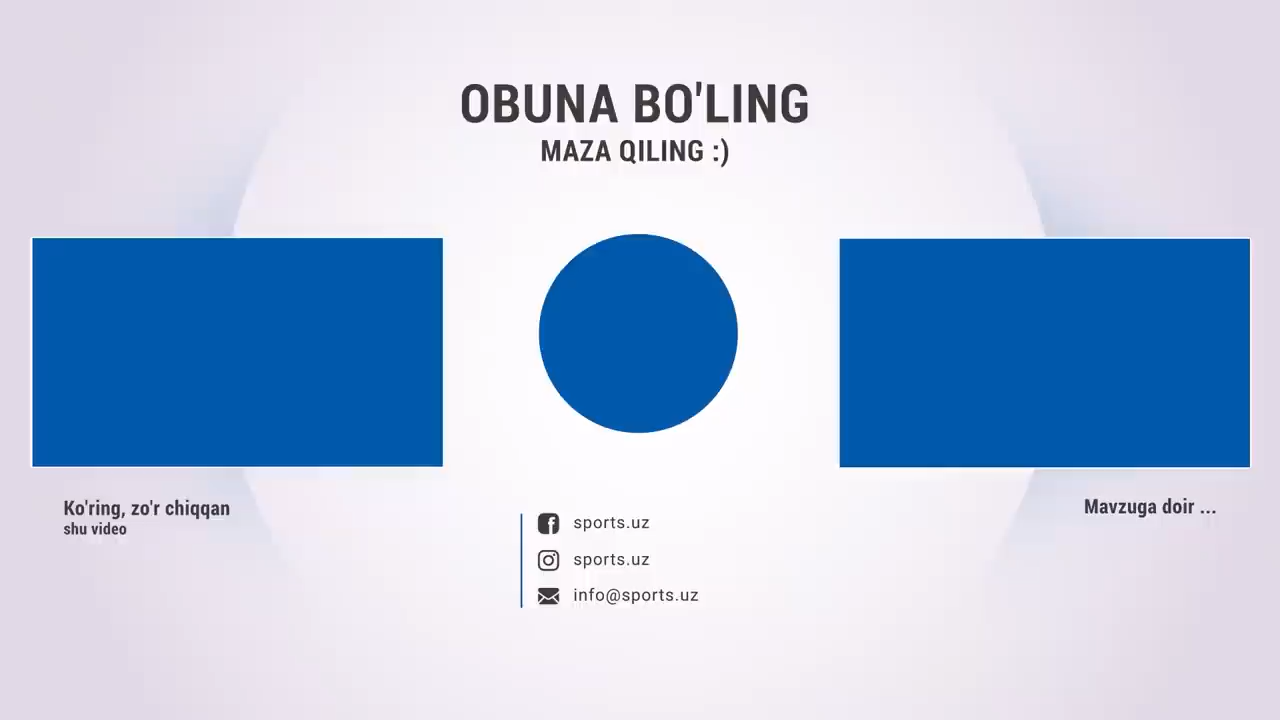 OBUNA BO'LING
MAZA QILING :)
Ko'ring, zo'r chiqqan
shu video
Mavzuga doir ...
sports.uz
sports.uz
info@sports.uz